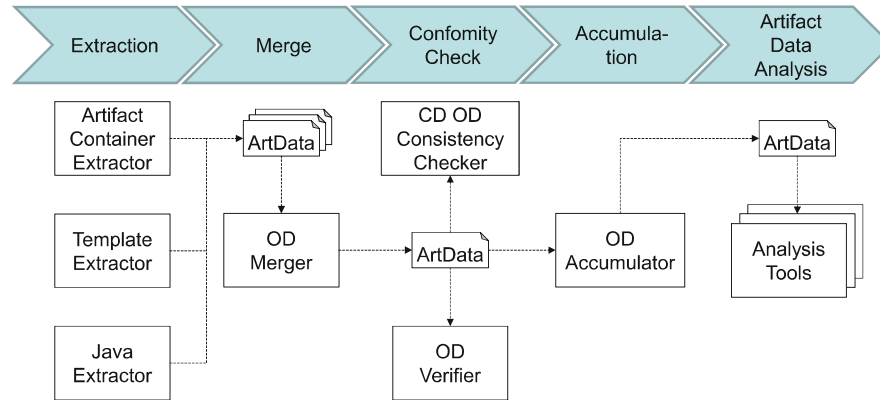 Extraction
Merge
Confomity
Check
Accumula-
tion
Artifact
Data
Analysis
Artifact
Container
Extractor
ArtData
CD OD
Consistency
Checker
ArtData
Template
Extractor
OD
Merger
ArtData
OD
Accumulator
Analysis
Tools
Java
Extractor
OD
Verifier